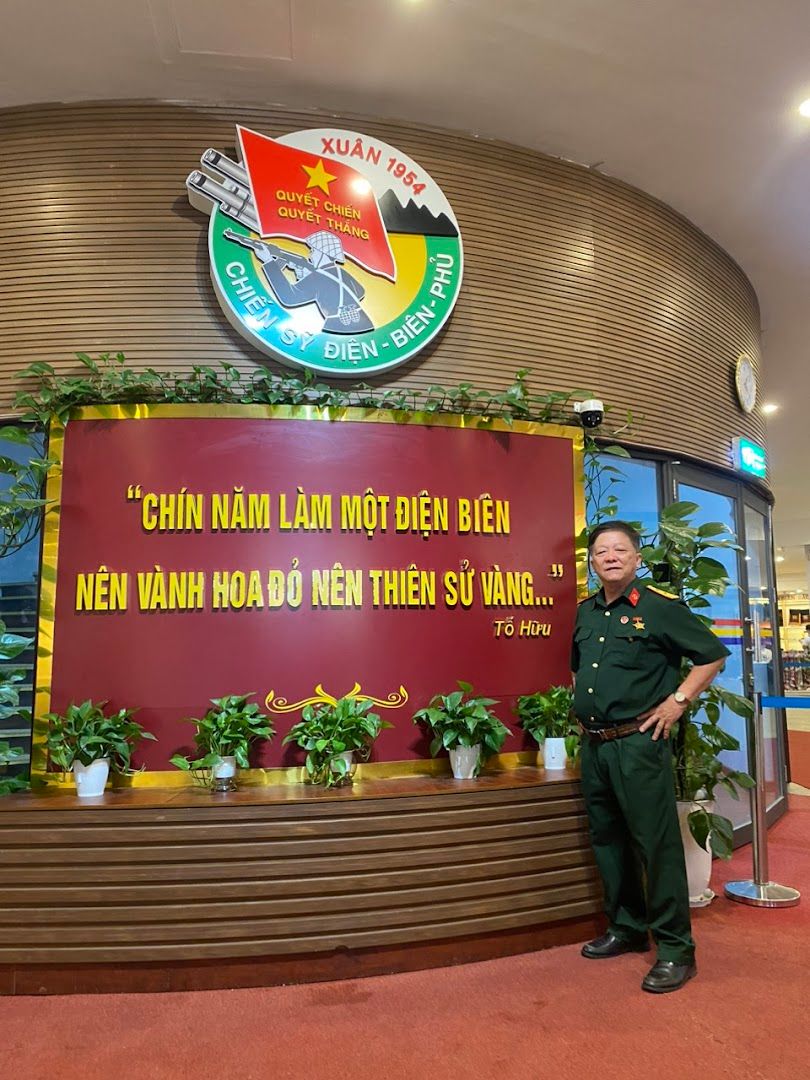 XUÂN 1954
QUYẾT CHIẾN
QUYẾT THẮNG
CHIẾN SỸ ĐIỆN-BIÊN-PHỦ
“CHÍN NĂM LÀM MỘT ĐIỆN BIÊN
NÊN VÀNH HOA ĐỎ NÊN THIÊN SỬ VÀNG...”
Tố Hữu